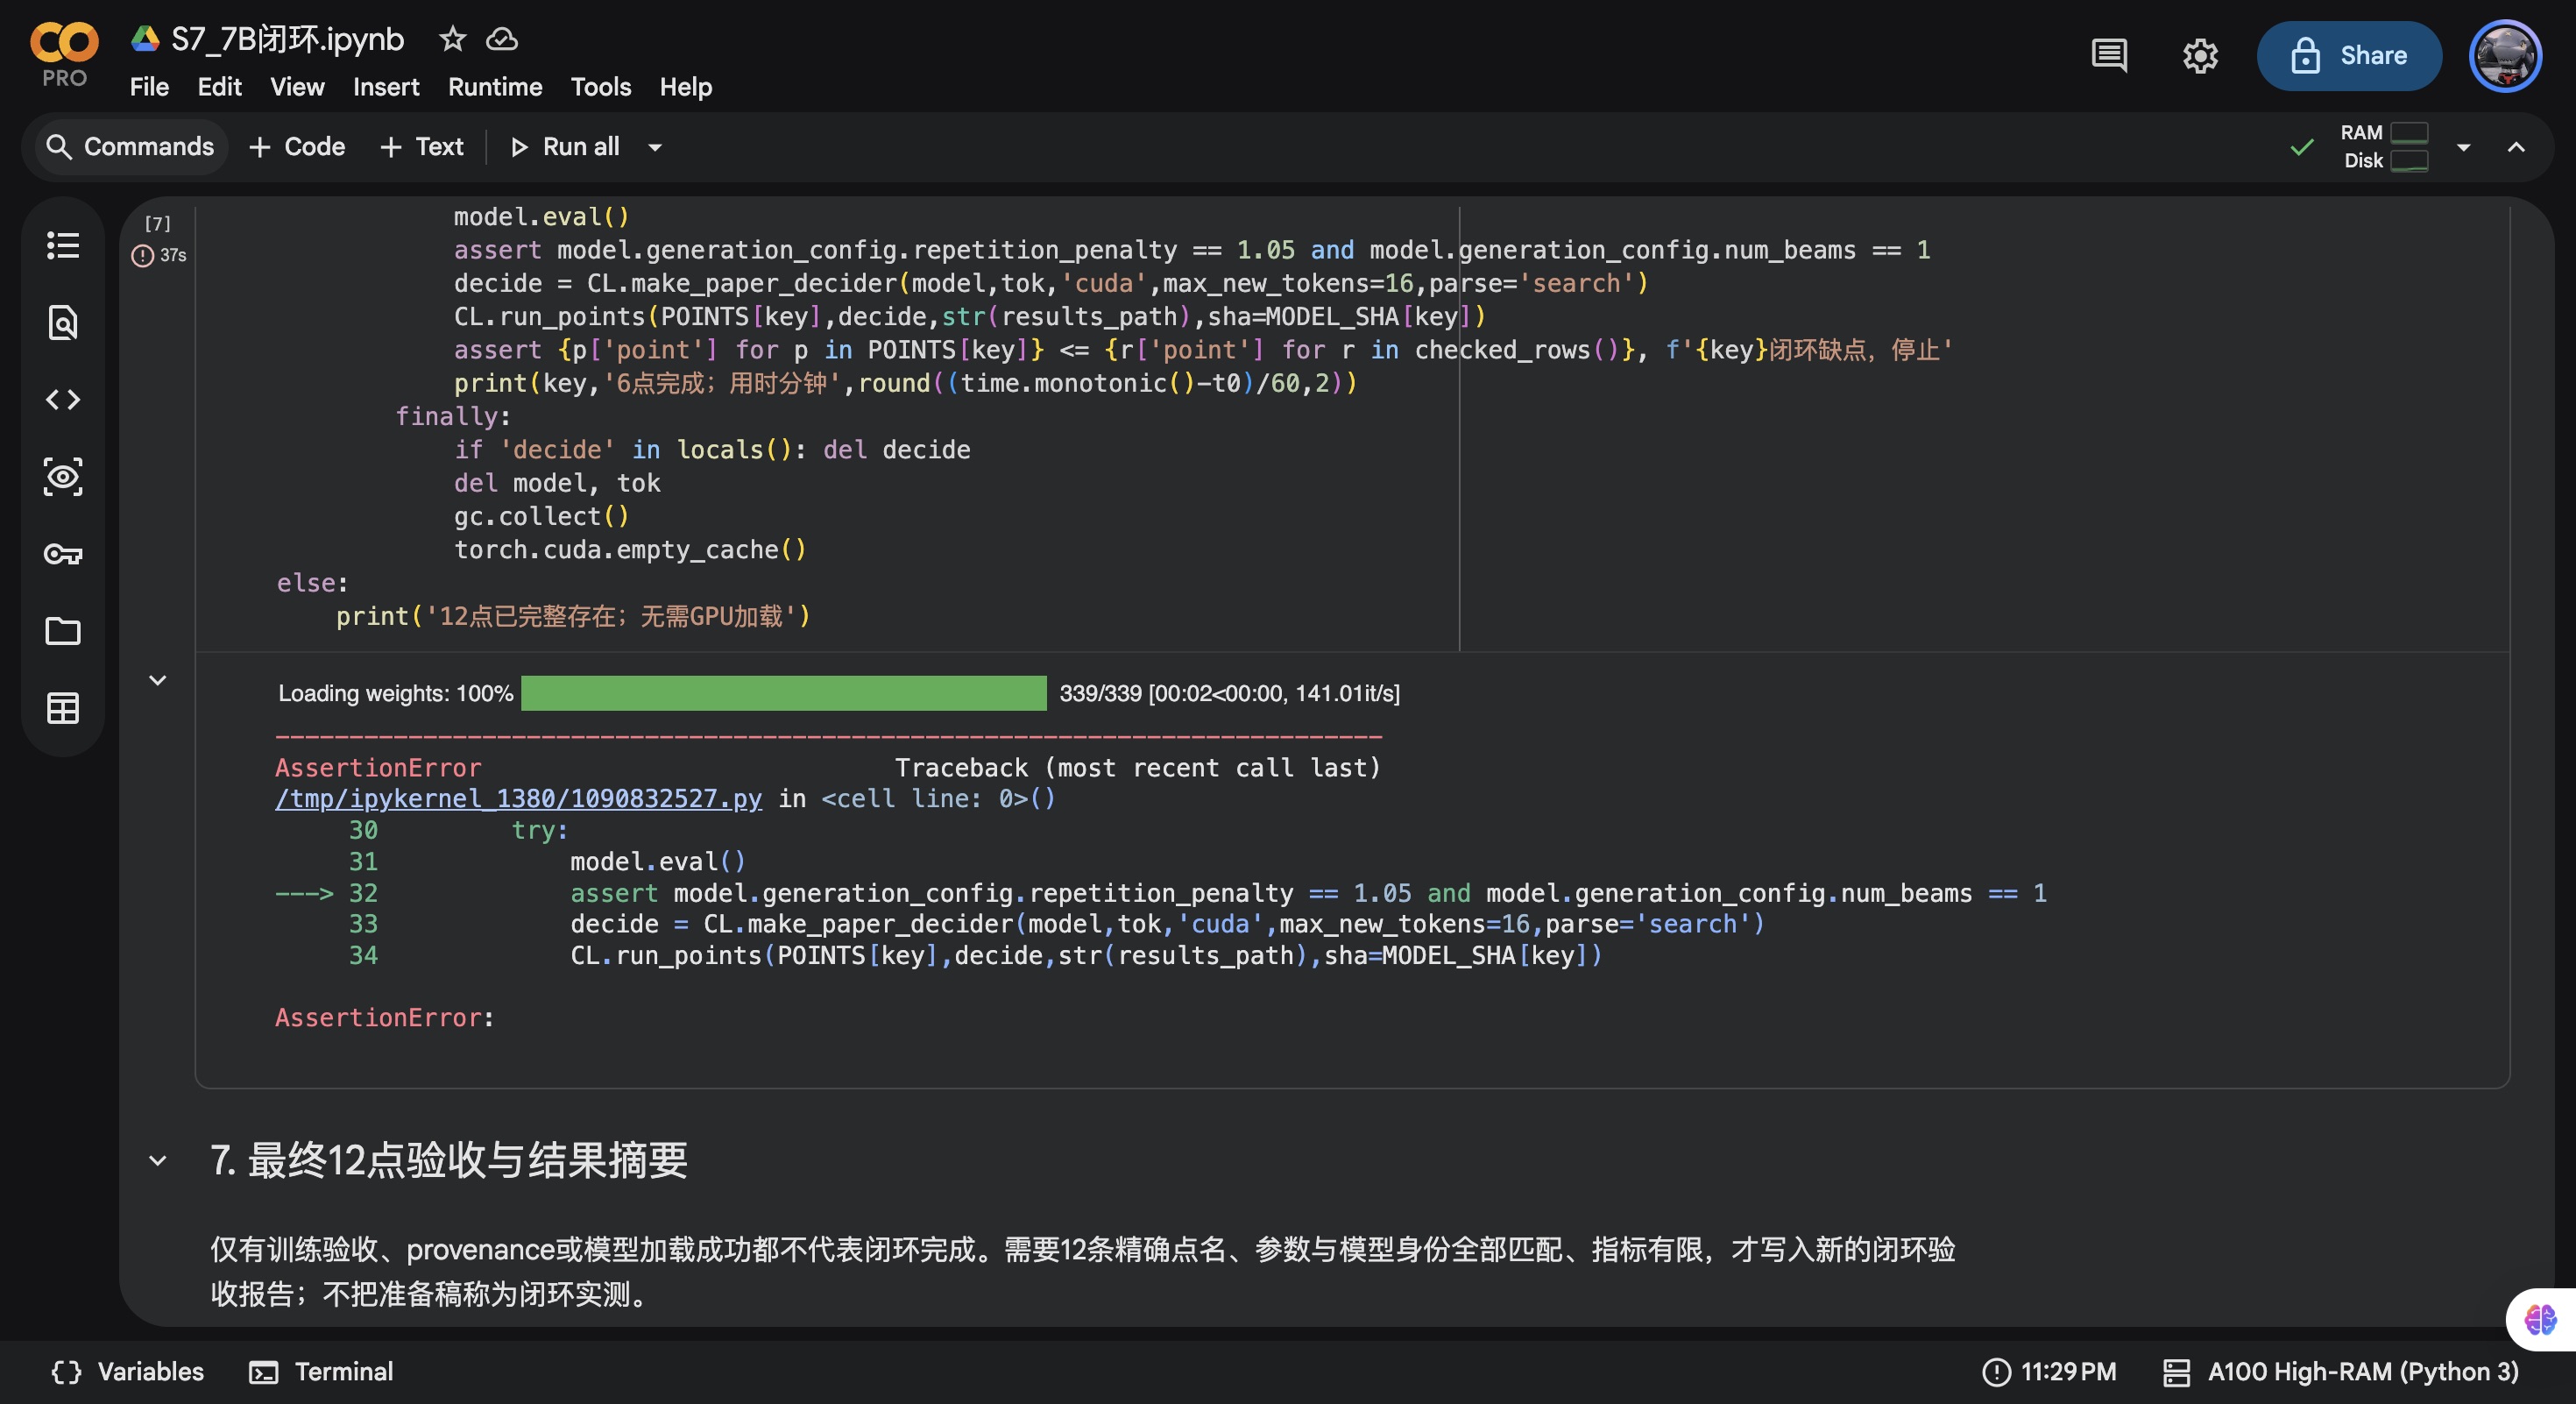 S7_7B闭环.ipynb
PRO
File Edit View Insert Runtime Tools Help
Share
Commands + Code + Text Run all
RAM
Disk
[7]
37s
model.eval()
assert model.generation_config.repetition_penalty == 1.05 and model.generation_config.num_beams == 1
decide = CL.make_paper_decider(model,tok,'cuda',max_new_tokens=16,parse='search')
CL.run_points(POINTS[key],decide,str(results_path),sha=MODEL_SHA[key])
assert {p['point'] for p in POINTS[key]} <= {r['point'] for r in checked_rows()}, f'{key}闭环缺点，停止'
print(key,'6点完成；用时分钟',round((time.monotonic()-t0)/60,2))
finally:
if 'decide' in locals(): del decide
del model, tok
gc.collect()
torch.cuda.empty_cache()
else:
print('12点已完整存在；无需GPU加载')
Loading weights: 100% 339/339 [00:02<00:00, 141.01it/s]
---------------------------------------------------------------------------
AssertionError Traceback (most recent call last)
/tmp/ipykernel_1380/1090832527.py in <cell line: 0>()
30 try:
31 model.eval()
---> 32 assert model.generation_config.repetition_penalty == 1.05 and model.generation_config.num_beams == 1
33 decide = CL.make_paper_decider(model,tok,'cuda',max_new_tokens=16,parse='search')
34 CL.run_points(POINTS[key],decide,str(results_path),sha=MODEL_SHA[key])
AssertionError:
7. 最终12点验收与结果摘要
仅有训练验收、provenance或模型加载成功都不代表闭环完成。需要12条精确点名、参数与模型身份全部匹配、指标有限，才写入新的闭环验
收报告；不把准备稿称为闭环实测。
Variables Terminal
11:29 PM A100 High-RAM (Python 3)